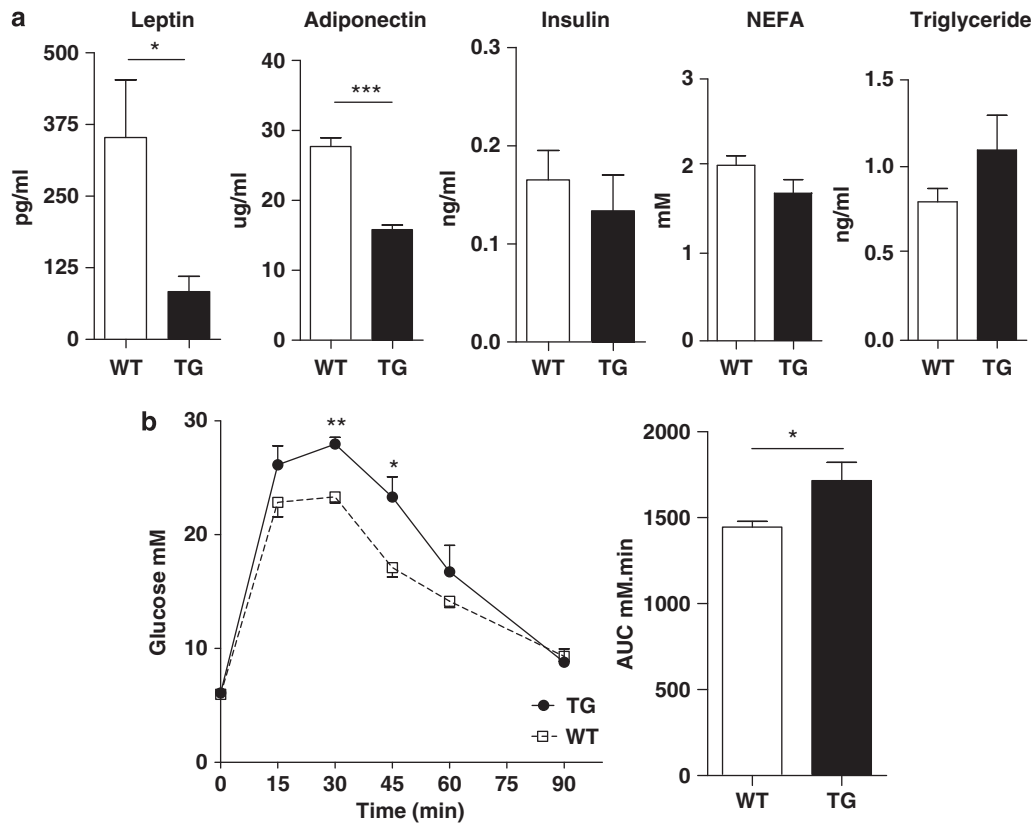 a
Leptin Adiponectin Insulin NEFA Triglyceride
500
375
250
125
0
pg/ml
*
WT TG
40
30
20
10
0
ug/ml
***
WT TG
0.3
0.2
0.1
0.0
ng/ml
WT TG
3
2
1
0
mM
WT TG
1.5
1.0
0.5
0.0
ng/ml
WT TG
b
30
20
10
0
Glucose mM
**
*
TG
WT
0 15 30 45 60 75 90
Time (min)
2000
1500
1000
500
0
AUC mM.min
*
WT TG